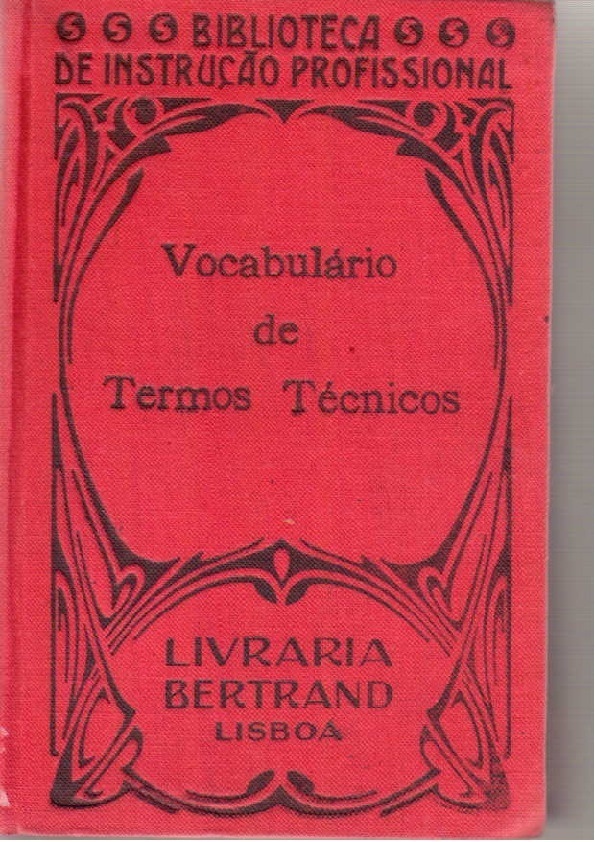 BIBLIOTECA
DE INSTRUÇÃO PROFISSIONAL
Vocabulário
de
Termos Técnicos
LIVRARIA
BERTRAND
LISBOA